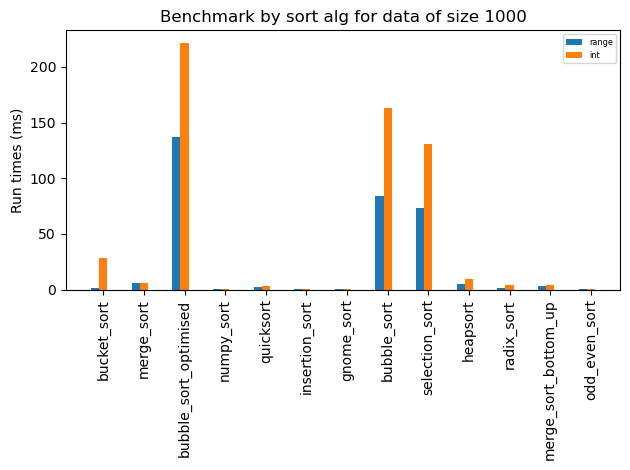 Benchmark by sort alg for data of size 1000
range
int
Run times (ms)
200
150
100
50
0
bucket_sort
merge_sort
bubble_sort_optimised
numpy_sort
quicksort
insertion_sort
gnome_sort
bubble_sort
selection_sort
heapsort
radix_sort
merge_sort_bottom_up
odd_even_sort